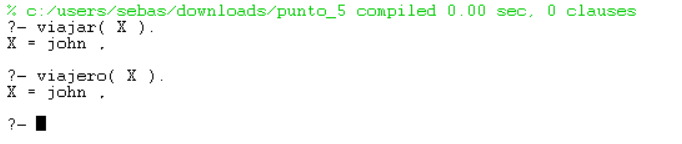 % c:/users/sebas/downloads/punto_5 compiled 0.00 sec, 0 clauses
?- viajar( X ).
X = john .
?- viajero( X ).
X = john .
?-